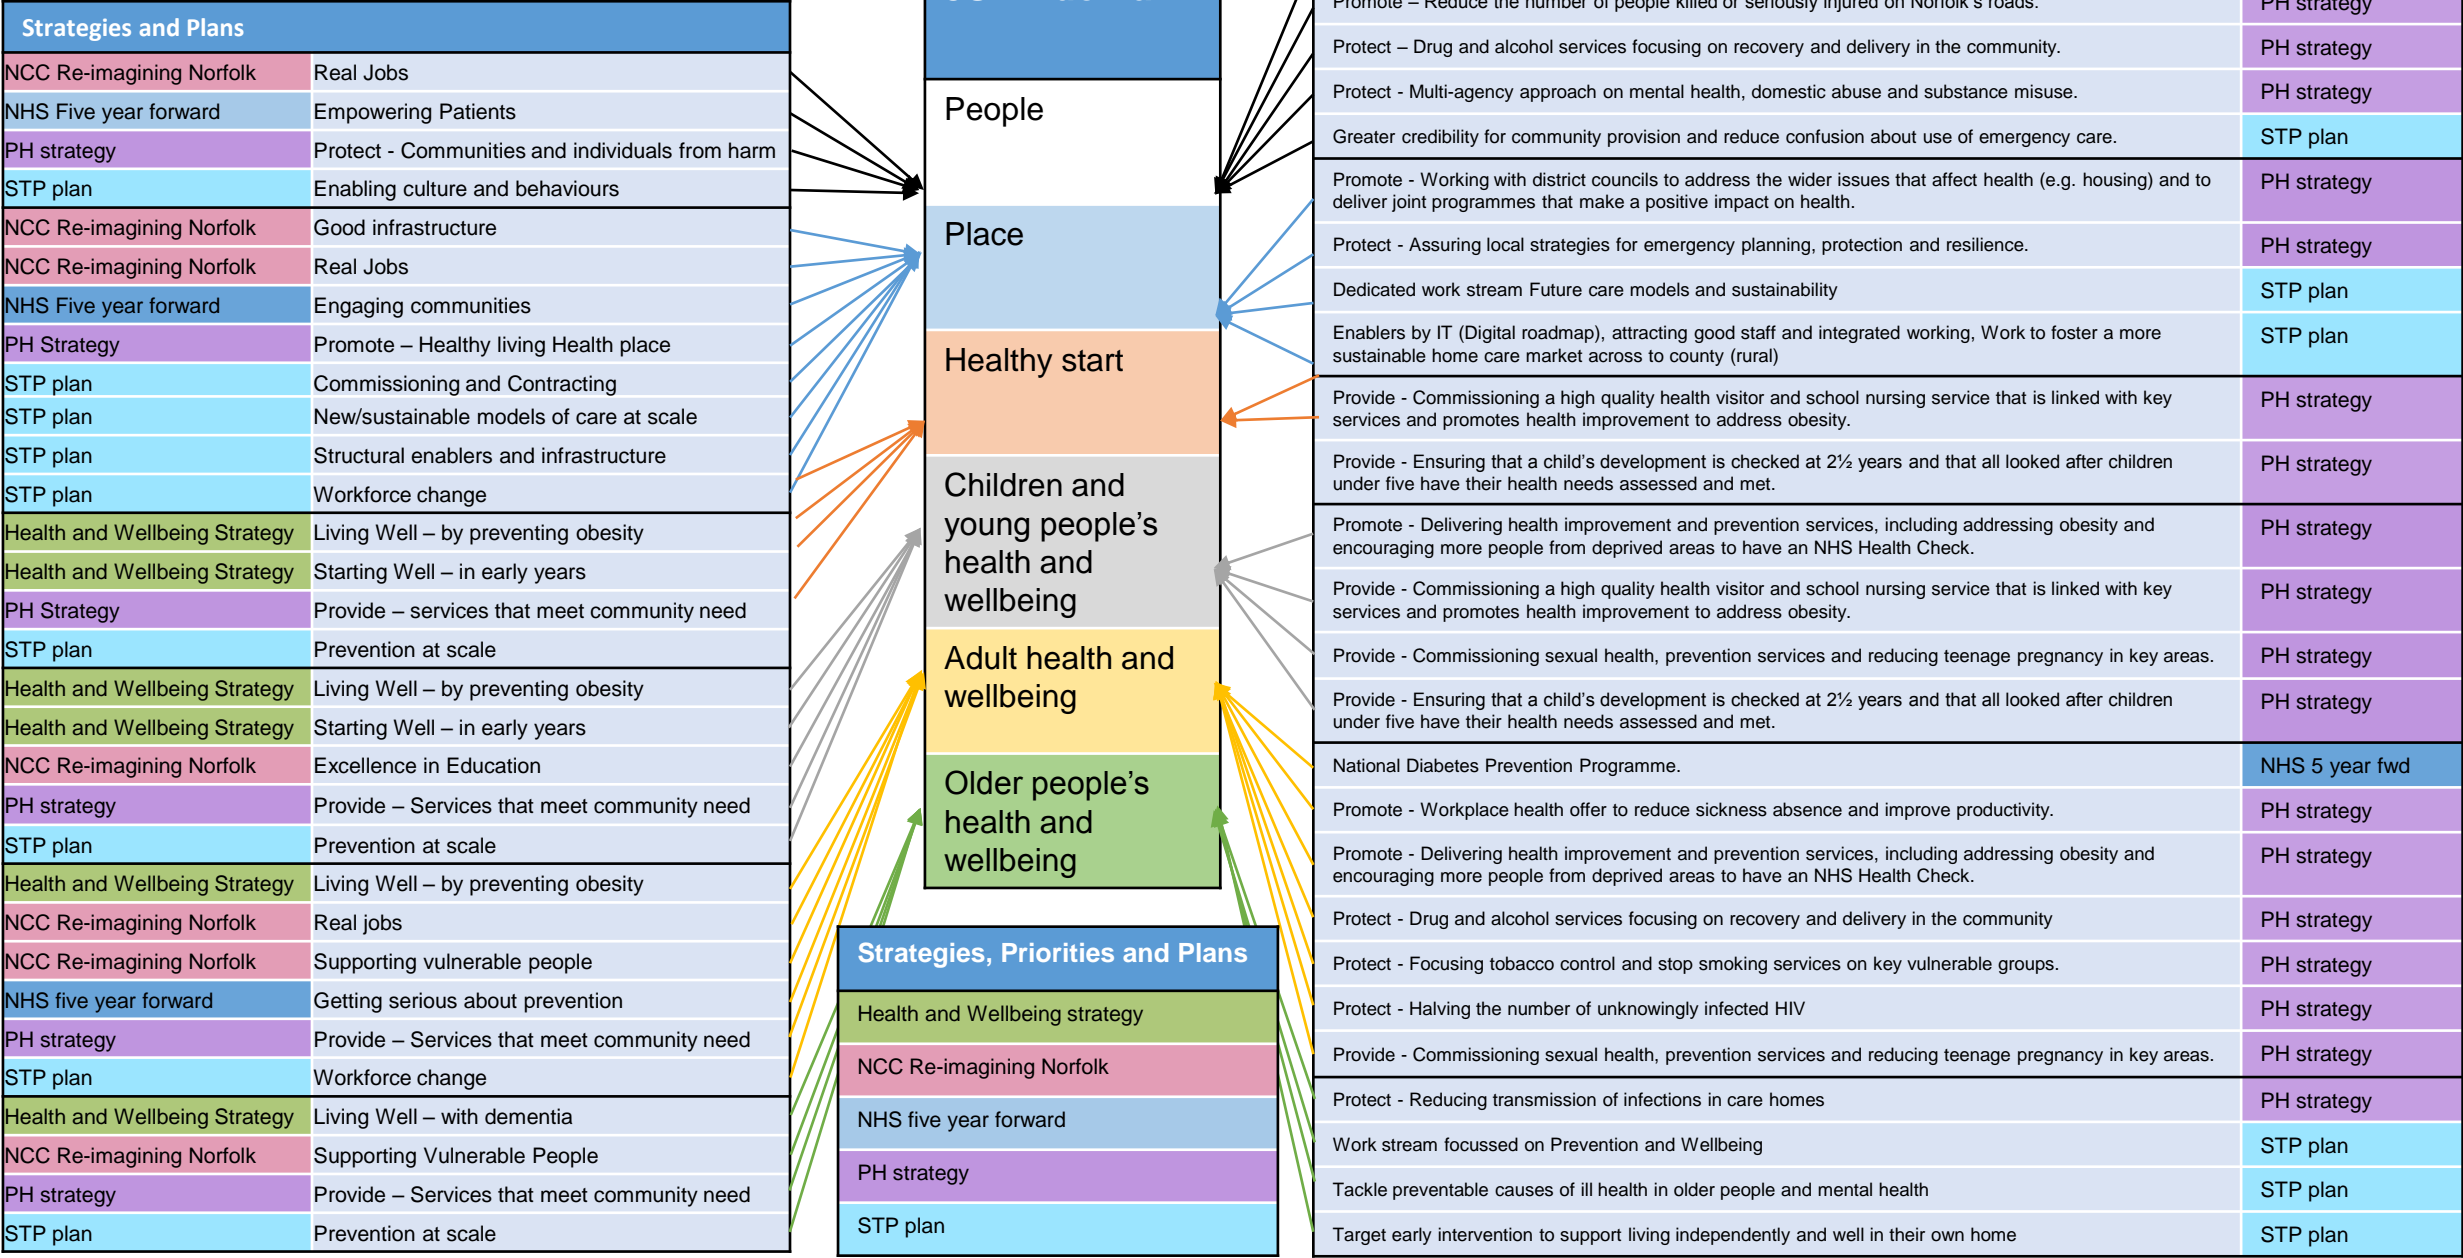 Strategies and Plans
NCC Re-imagining Norfolk Real Jobs
NHS Five year forward Empowering Patients
PH strategy Protect - Communities and individuals from harm
STP plan Enabling culture and behaviours
NCC Re-imagining Norfolk Good infrastructure
NCC Re-imagining Norfolk Real Jobs
NHS Five year forward Engaging communities
PH Strategy Promote – Healthy living Health place
STP plan Commissioning and Contracting
STP plan New/sustainable models of care at scale
STP plan Structural enablers and infrastructure
STP plan Workforce change
Health and Wellbeing Strategy Living Well – by preventing obesity
Health and Wellbeing Strategy Starting Well – in early years
PH Strategy Provide – services that meet community need
STP plan Prevention at scale
Health and Wellbeing Strategy Living Well – by preventing obesity
Health and Wellbeing Strategy Starting Well – in early years
NCC Re-imagining Norfolk Excellence in Education
PH strategy Provide – Services that meet community need
STP plan Prevention at scale
Health and Wellbeing Strategy Living Well – by preventing obesity
NCC Re-imagining Norfolk Real jobs
NCC Re-imagining Norfolk Supporting vulnerable people
NHS five year forward Getting serious about prevention
PH strategy Provide – Services that meet community need
STP plan Workforce change
Health and Wellbeing Strategy Living Well – with dementia
NCC Re-imagining Norfolk Supporting Vulnerable People
PH strategy Provide – Services that meet community need
STP plan Prevention at scale
People
Place
Healthy start
Children and
young people’s
health and
wellbeing
Adult health and
wellbeing
Older people’s
health and
wellbeing
Strategies, Priorities and Plans
Health and Wellbeing strategy
NCC Re-imagining Norfolk
NHS five year forward
PH strategy
STP plan
Promote – Reduce the number of people killed or seriously injured on Norfolk’s roads. PH strategy
Protect – Drug and alcohol services focusing on recovery and delivery in the community. PH strategy
Protect - Multi-agency approach on mental health, domestic abuse and substance misuse. PH strategy
Greater credibility for community provision and reduce confusion about use of emergency care. STP plan
Promote - Working with district councils to address the wider issues that affect health (e.g. housing) and to PH strategy
deliver joint programmes that make a positive impact on health.
Protect - Assuring local strategies for emergency planning, protection and resilience. PH strategy
Dedicated work stream Future care models and sustainability STP plan
Enablers by IT (Digital roadmap), attracting good staff and integrated working, Work to foster a more STP plan
sustainable home care market across to county (rural)
Provide - Commissioning a high quality health visitor and school nursing service that is linked with key PH strategy
services and promotes health improvement to address obesity.
Provide - Ensuring that a child’s development is checked at 2½ years and that all looked after children PH strategy
under five have their health needs assessed and met.
Promote - Delivering health improvement and prevention services, including addressing obesity and PH strategy
encouraging more people from deprived areas to have an NHS Health Check.
Provide - Commissioning a high quality health visitor and school nursing service that is linked with key PH strategy
services and promotes health improvement to address obesity.
Provide - Commissioning sexual health, prevention services and reducing teenage pregnancy in key areas. PH strategy
Provide - Ensuring that a child’s development is checked at 2½ years and that all looked after children PH strategy
under five have their health needs assessed and met.
National Diabetes Prevention Programme. NHS 5 year fwd
Promote - Workplace health offer to reduce sickness absence and improve productivity. PH strategy
Promote - Delivering health improvement and prevention services, including addressing obesity and PH strategy
encouraging more people from deprived areas to have an NHS Health Check.
Protect - Drug and alcohol services focusing on recovery and delivery in the community PH strategy
Protect - Focusing tobacco control and stop smoking services on key vulnerable groups. PH strategy
Protect - Halving the number of unknowingly infected HIV PH strategy
Provide - Commissioning sexual health, prevention services and reducing teenage pregnancy in key areas. PH strategy
Protect - Reducing transmission of infections in care homes PH strategy
Work stream focussed on Prevention and Wellbeing STP plan
Tackle preventable causes of ill health in older people and mental health STP plan
Target early intervention to support living independently and well in their own home STP plan